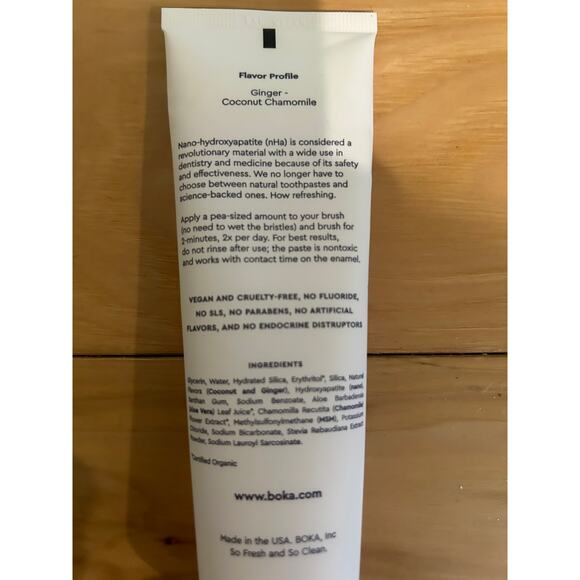 Flavor Profile
Ginger -
Coconut Chamomile
Nano-hydroxyapatite (nHa) is considered a
revolutionary material with a wide use in
dentistry and medicine because of its safety
and effectiveness. We no longer have to
choose between natural toothpastes and
science-backed ones. How refreshing.
Apply a pea-sized amount to your brush
(no need to wet the bristles) and brush for
2-minutes, 2x per day. For best results,
do not rinse after use; the paste is nontoxic
and works with contact time on the enamel.
VEGAN AND CRUELTY-FREE, NO FLUORIDE,
NO SLS, NO PARABENS, NO ARTIFICIAL
FLAVORS, AND NO ENDOCRINE DISTRUPTORS
INGREDIENTS
Glycerin, Water, Hydrated Silica, Erythritol*, Silica, Natural
Flavors (Coconut and Ginger), Hydroxyapatite (nano),
Xanthan Gum, Sodium Benzoate, Aloe Barbadensis
(Aloe Vera) Leaf Juice*, Chamomilla Recutita (Chamomile)
Flower Extract*, Methylsulfonylmethane (MSM), Potassium
Chloride, Sodium Bicarbonate, Stevia Rebaudiana Extract
Powder, Sodium Lauroyl Sarcosinate.
*Certified Organic
www.boka.com
Made in the USA. BOKA, Inc
So Fresh and So Clean.